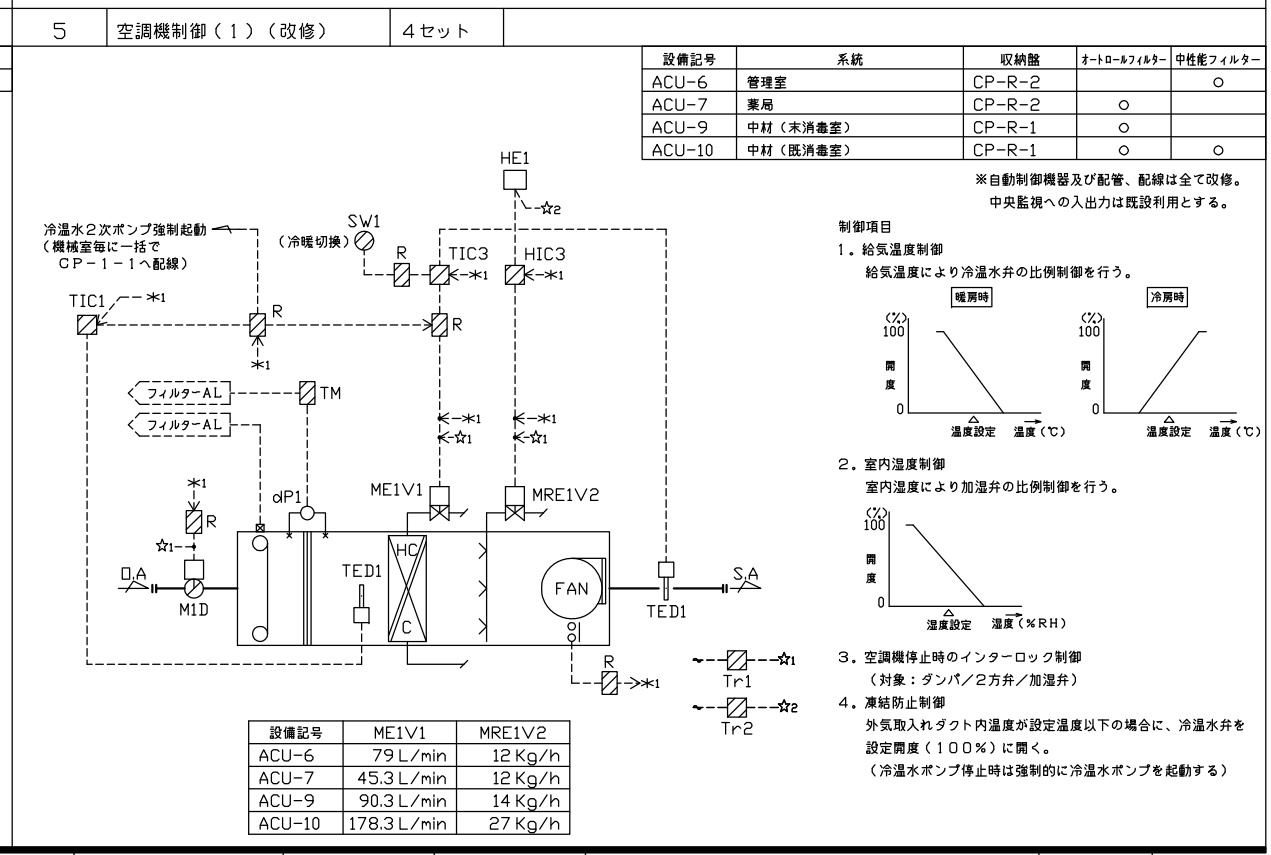 5 空調機制御(1)(改修) 4セット
設備記号 系統 収納盤 オートロールフィルター 中性能フィルター
ACU-6 管理室 CP-R-2 ○
ACU-7 薬局 CP-R-2 ○
ACU-9 中材(末消毒室) CP-R-1 ○
ACU-10 中材(既消毒室) CP-R-1 ○ ○
※自動制御機器及び配管、配線は全て改修。
中央監視への入出力は既設利用とする。
HE1
☆2
冷温水2次ポンプ強制起動
(機械室毎に一括で
CP-1-1へ配線)
SW1
(冷暖切換)
R
TIC3
*1
HIC3
*1
TIC1
*1
R
*1
R
フィルターAL
TM
フィルターAL
*1
☆1
*1
☆1
*1
R
☆1
dP1
ME1V1
MRE1V2
O.A
M1D
TED1
HC
C
FAN
S.A
TED1
R
*1
~ ☆1
Tr1
~ ☆2
Tr2
設備記号 ME1V1 MRE1V2
ACU-6 79 L/min 12 Kg/h
ACU-7 45.3 L/min 12 Kg/h
ACU-9 90.3 L/min 14 Kg/h
ACU-10 178.3 L/min 27 Kg/h
制御項目
1. 給気温度制御
給気温度により冷温水弁の比例制御を行う。
暖房時
(%)
100
開
度
0
温度設定 温度(℃)
冷房時
(%)
100
開
度
0
温度設定 温度(℃)
2. 室内湿度制御
室内湿度により加湿弁の比例制御を行う。
(%)
100
開
度
0
湿度設定 湿度(%RH)
3. 空調機停止時のインターロック制御
(対象:ダンパ/2方弁/加湿弁)
4. 凍結防止制御
外気取入れダクト内温度が設定温度以下の場合に、冷温水弁を
設定開度(100%)に開く。
(冷温水ポンプ停止時は強制的に冷温水ポンプを起動する)